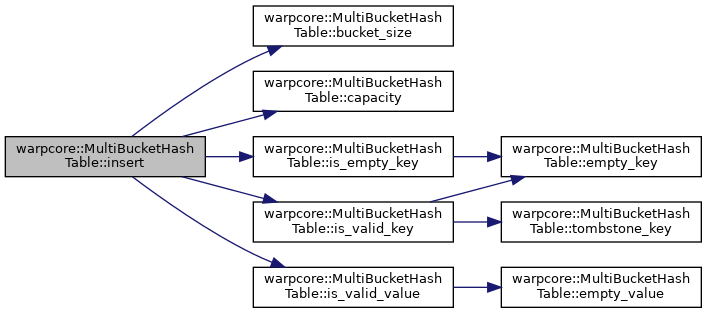 warpcore::MultiBucketHash
Table::insert
warpcore::MultiBucketHash
Table::bucket_size
warpcore::MultiBucketHash
Table::capacity
warpcore::MultiBucketHash
Table::is_empty_key
warpcore::MultiBucketHash
Table::is_valid_key
warpcore::MultiBucketHash
Table::is_valid_value
warpcore::MultiBucketHash
Table::empty_key
warpcore::MultiBucketHash
Table::tombstone_key
warpcore::MultiBucketHash
Table::empty_value